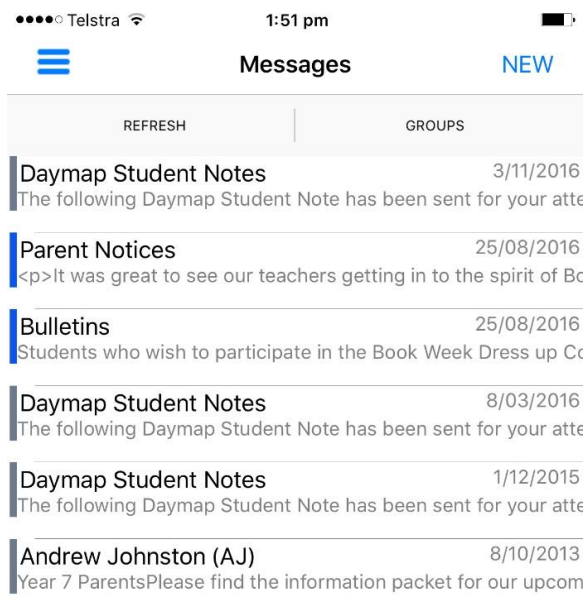 Telstra 1:51 pm
Messages NEW
REFRESH GROUPS
Daymap Student Notes 3/11/2016
The following Daymap Student Note has been sent for your atte
Parent Notices 25/08/2016
<p>It was great to see our teachers getting in to the spirit of Bo
Bulletins 25/08/2016
Students who wish to participate in the Book Week Dress up Co
Daymap Student Notes 8/03/2016
The following Daymap Student Note has been sent for your atte
Daymap Student Notes 1/12/2015
The following Daymap Student Note has been sent for your atte
Andrew Johnston (AJ) 8/10/2013
Year 7 ParentsPlease find the information packet for our upcom